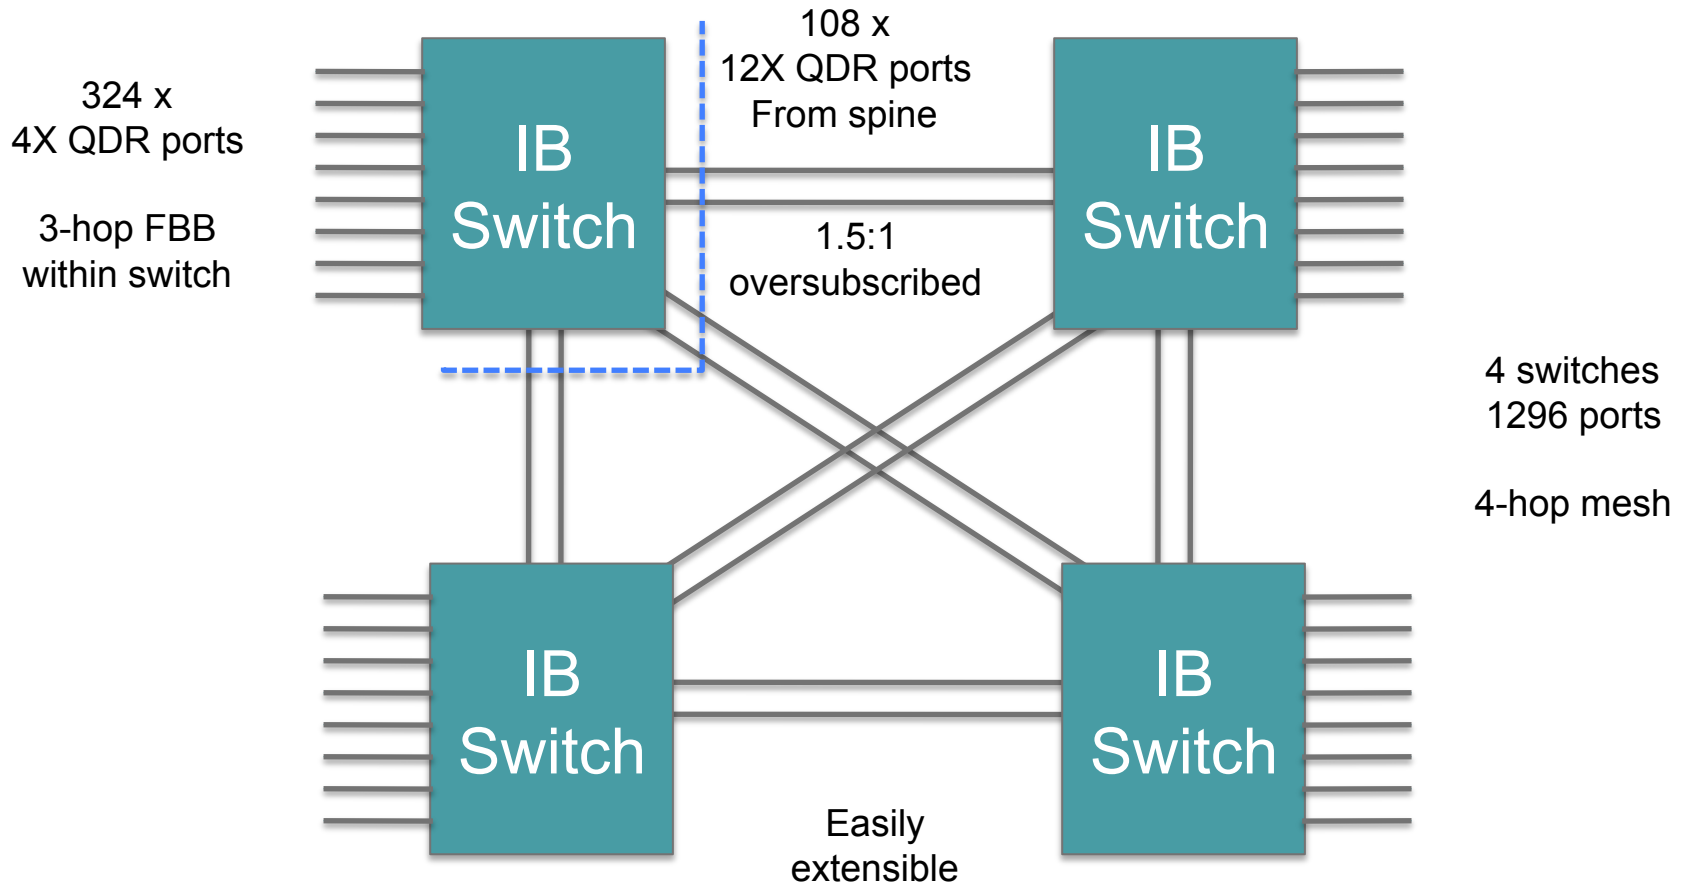 108 x
12X QDR ports
From spine
324 x
4X QDR ports
3-hop FBB
within switch
IB
Switch
IB
Switch
1.5:1
oversubscribed
4 switches
1296 ports
4-hop mesh
IB
Switch
IB
Switch
Easily
extensible